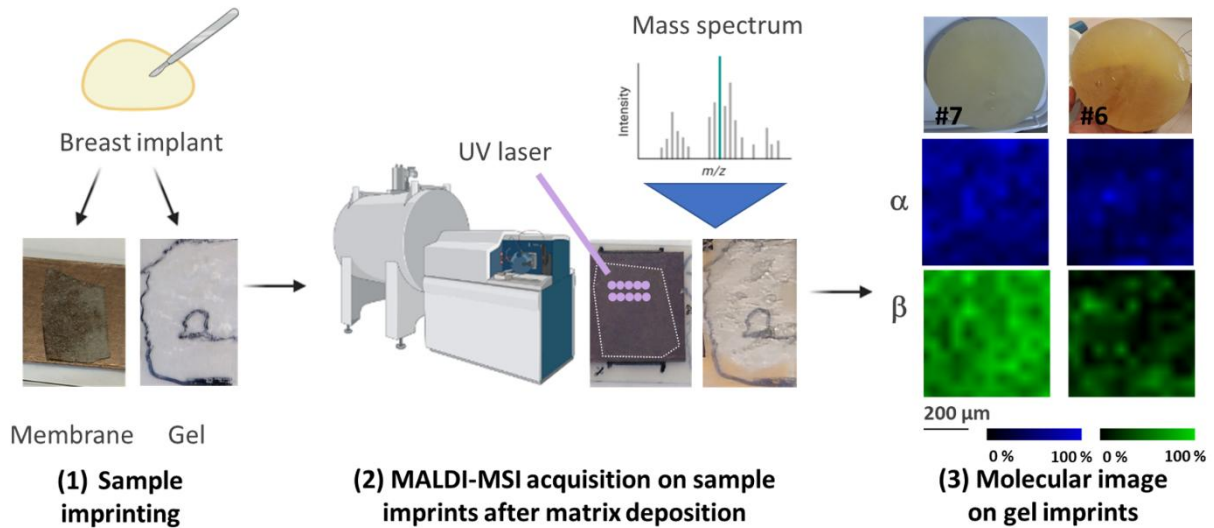 Breast implant
Membrane Gel
(1) Sample
imprinting
Mass spectrum
Intensity
m/z
UV laser
(2) MALDI-MSI acquisition on sample
imprints after matrix deposition
#7 #6
α
β
200 µm
0 % 100 % 0 % 100 %
(3) Molecular image
on gel imprints